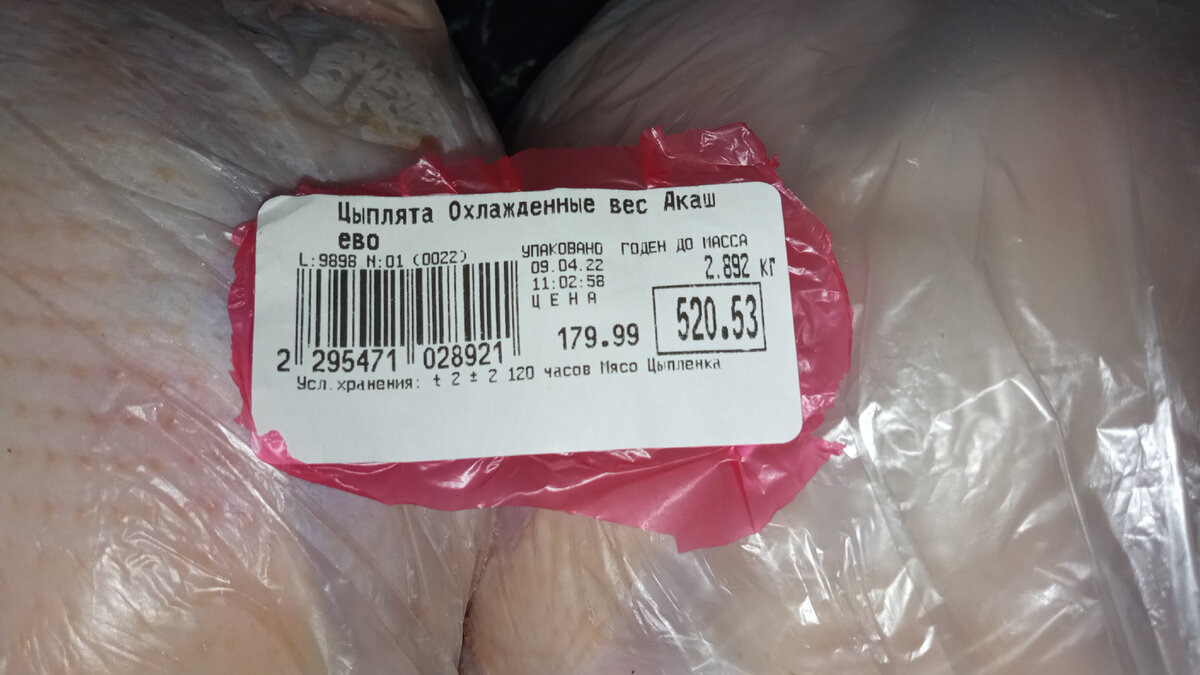 Цыплята Охлажденные вес Акаш
ево
L:9898 N:01 (0022)
УПАКОВАНО ГОДЕН ДО МАССА
09.04.22 2.892 кг
11:02:58
ЦЕНА
179.99 520.53
2 295471 028921
Усл.хранения: t 2 ± 2 120 часов Мясо Цыпленка